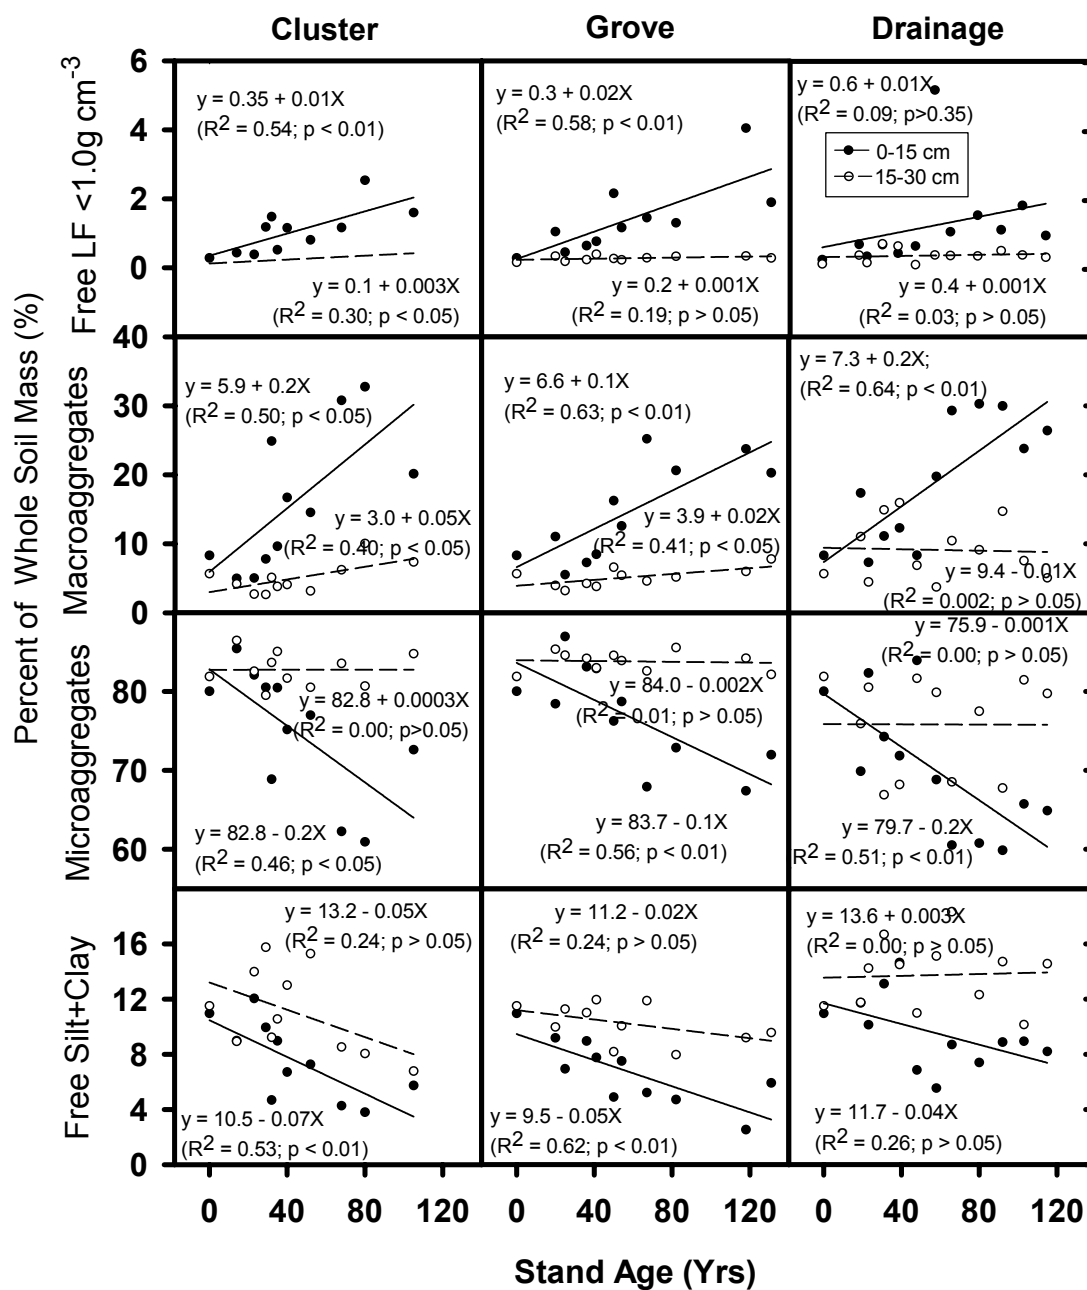 Cluster Grove Drainage
Percent of Whole Soil Mass (%)
Free LF <1.0g cm-3
6
4
2
0
y = 0.35 + 0.01X
(R2 = 0.54; p < 0.01)
y = 0.1 + 0.003X
(R2 = 0.30; p < 0.05)
y = 0.3 + 0.02X
(R2 = 0.58; p < 0.01)
y = 0.2 + 0.001X
(R2 = 0.19; p > 0.05)
y = 0.6 + 0.01X
(R2 = 0.09; p>0.35)
0-15 cm
15-30 cm
y = 0.4 + 0.001X
(R2 = 0.03; p > 0.05)
Macroaggregates
40
30
20
10
0
y = 5.9 + 0.2X
(R2 = 0.50; p < 0.05)
y = 3.0 + 0.05X
(R2 = 0.40; p < 0.05)
y = 6.6 + 0.1X
(R2 = 0.63; p < 0.01)
y = 3.9 + 0.02X
(R2 = 0.41; p < 0.05)
y = 7.3 + 0.2X;
(R2 = 0.64; p < 0.01)
y = 9.4 - 0.01X
(R2 = 0.002; p > 0.05)
Microaggregates
80
70
60
y = 82.8 + 0.0003X
(R2 = 0.00; p>0.05)
y = 82.8 - 0.2X
(R2 = 0.46; p < 0.05)
y = 84.0 - 0.002X
(R2 = 0.01; p > 0.05)
y = 83.7 - 0.1X
(R2 = 0.56; p < 0.01)
y = 75.9 - 0.001X
(R2 = 0.00; p > 0.05)
y = 79.7 - 0.2X
(R2 = 0.51; p < 0.01)
Free Silt+Clay
16
12
8
4
0
y = 13.2 - 0.05X
(R2 = 0.24; p > 0.05)
y = 10.5 - 0.07X
(R2 = 0.53; p < 0.01)
y = 11.2 - 0.02X
(R2 = 0.24; p > 0.05)
y = 9.5 - 0.05X
(R2 = 0.62; p < 0.01)
y = 13.6 + 0.003X
(R2 = 0.00; p > 0.05)
y = 11.7 - 0.04X
(R2 = 0.26; p > 0.05)
0 40 80 120 0 40 80 120 0 40 80 120
Stand Age (Yrs)